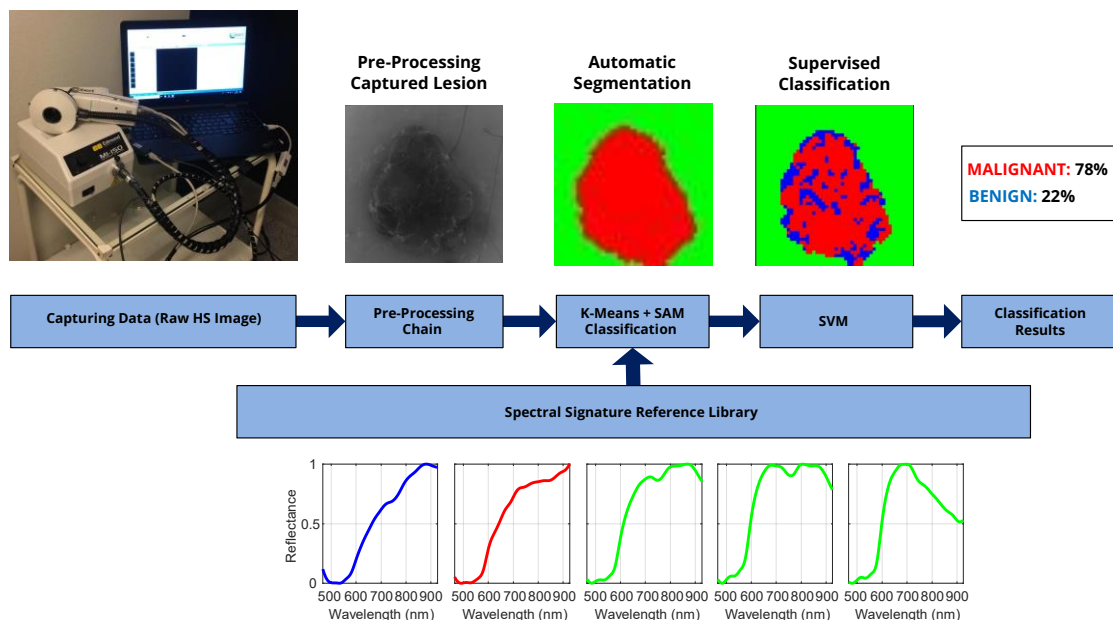 Pre-Processing
Captured Lesion
Automatic
Segmentation
Supervised
Classification
MALIGNANT: 78%
BENIGN: 22%
MI-150
Capturing Data (Raw HS Image)
Pre-Processing
Chain
K-Means + SAM
Classification
SVM
Classification
Results
Spectral Signature Reference Library
1
0.5
0
Reflectance
500 600 700 800 900
Wavelength (nm)
500 600 700 800 900
Wavelength (nm)
500 600 700 800 900
Wavelength (nm)
500 600 700 800 900
Wavelength (nm)
500 600 700 800 900
Wavelength (nm)